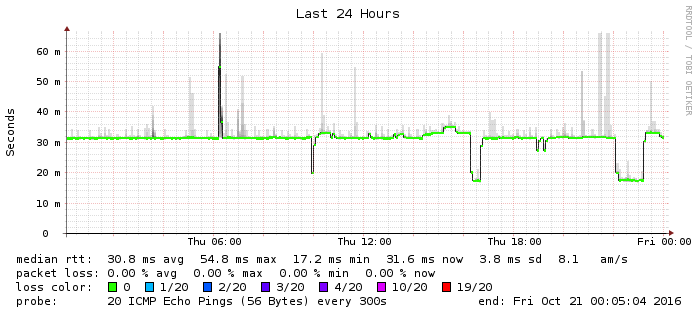 Last 24 Hours
RRDTOOL / TOBI OETIKER
Seconds
60 m
50 m
40 m
30 m
20 m
10 m
0
Thu 06:00 Thu 12:00 Thu 18:00 Fri 00:00
median rtt: 30.8 ms avg 54.8 ms max 17.2 ms min 31.6 ms now 3.8 ms sd 8.1 am/s
packet loss: 0.00 % avg 0.00 % max 0.00 % min 0.00 % now
loss color: 0 1/20 2/20 3/20 4/20 10/20 19/20
probe: 20 ICMP Echo Pings (56 Bytes) every 300s end: Fri Oct 21 00:05:04 2016